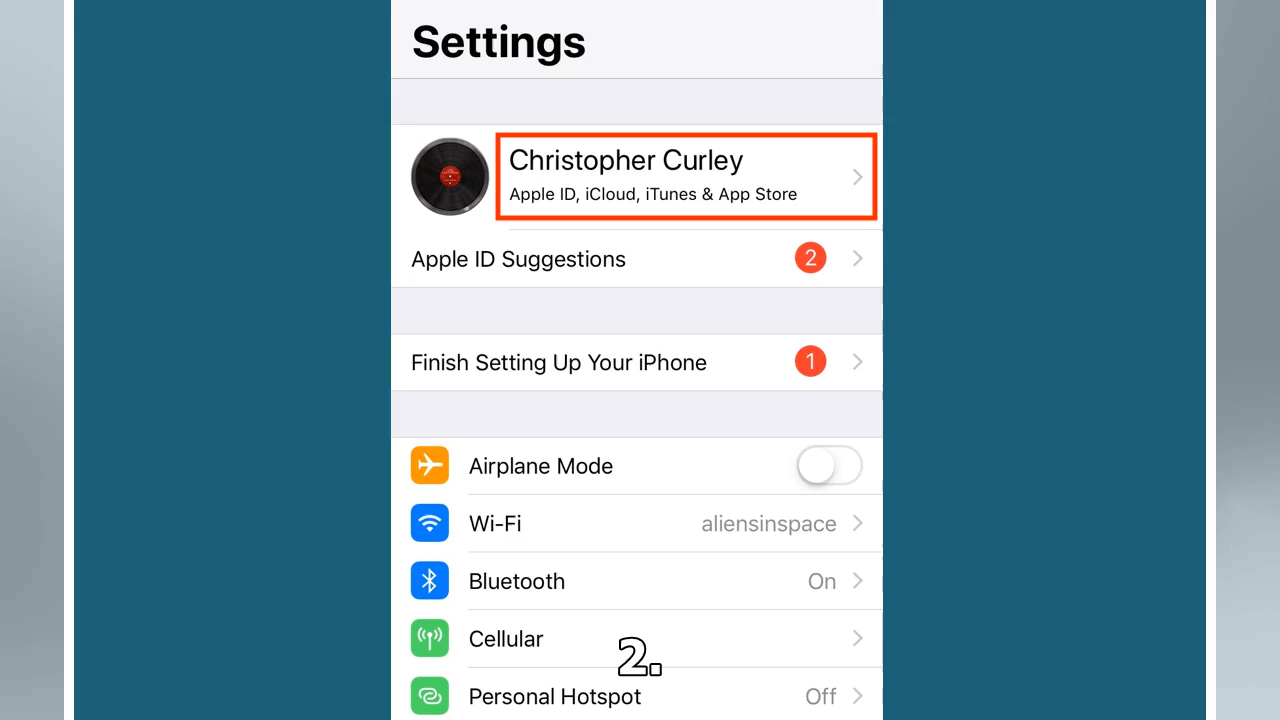 Settings
Christopher Curley
Apple ID, iCloud, iTunes & App Store
Apple ID Suggestions 2
Finish Setting Up Your iPhone 1
Airplane Mode
Wi-Fi aliensinspace
Bluetooth On
Cellular
2.
Personal Hotspot Off